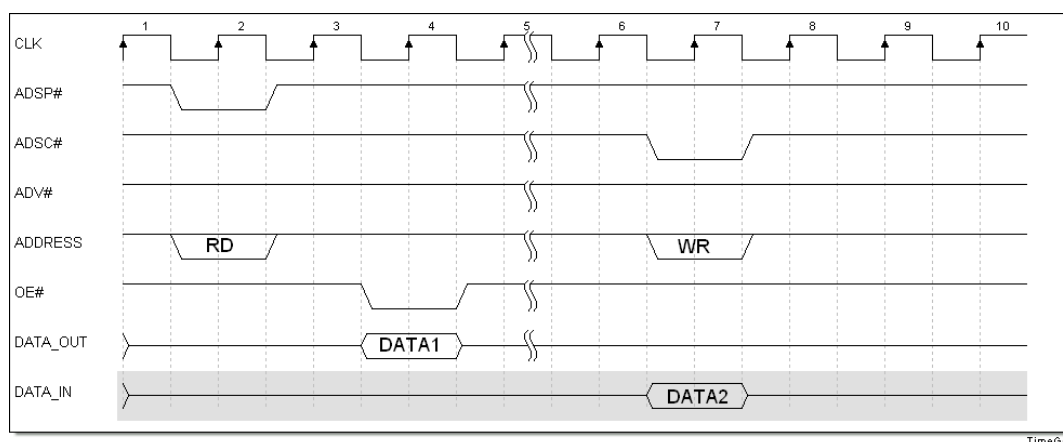 1 2 3 4 5 6 7 8 9 10
CLK
ADSP#
ADSC#
ADV#
ADDRESS RD WR
OE#
DATA_OUT DATA1
DATA_IN DATA2